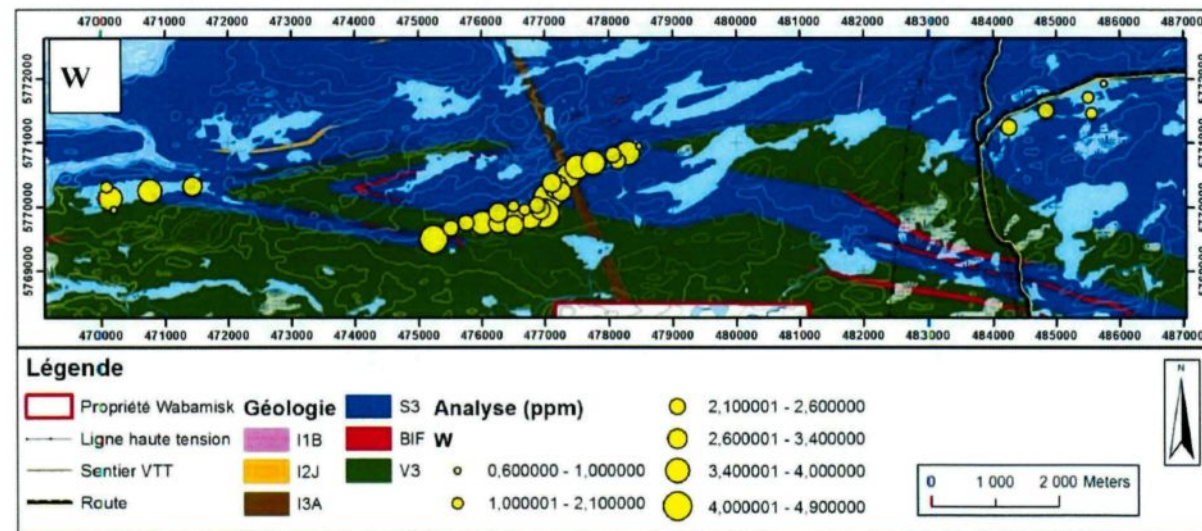 470000 471000 472000 473000 474000 475000 476000 477000 478000 479000 480000 481000 482000 483000 484000 485000 486000 487000
W
5772000
5771000
5770000
5769000
470000 471000 472000 473000 474000 475000 476000 477000 478000 479000 480000 481000 482000 483000 484000 485000 486000 487000
Légende
Propriété Wabamisk
Ligne haute tension
Sentier VTT
Route
Géologie
I1B
I2J
I3A
S3
BIF
V3
Analyse (ppm)
W
0,600000 - 1,000000
1,000001 - 2,100000
2,100001 - 2,600000
2,600001 - 3,400000
3,400001 - 4,000000
4,000001 - 4,900000
N
0 1 000 2 000 Meters